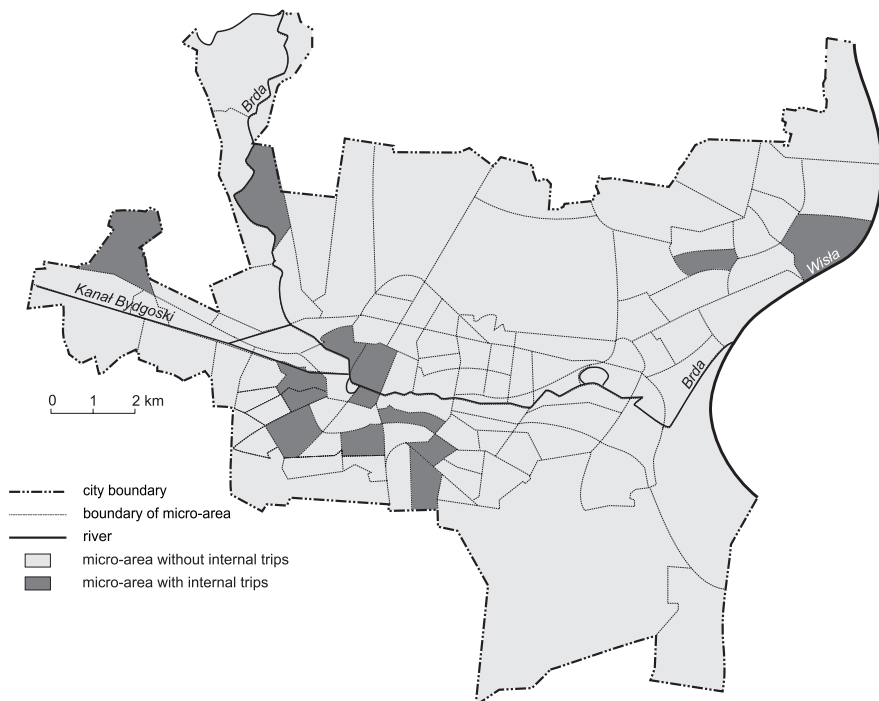 Brda
Wisła
Kanał Bydgoski
Brda
0 1 2 km
city boundary
boundary of micro-area
river
micro-area without internal trips
micro-area with internal trips